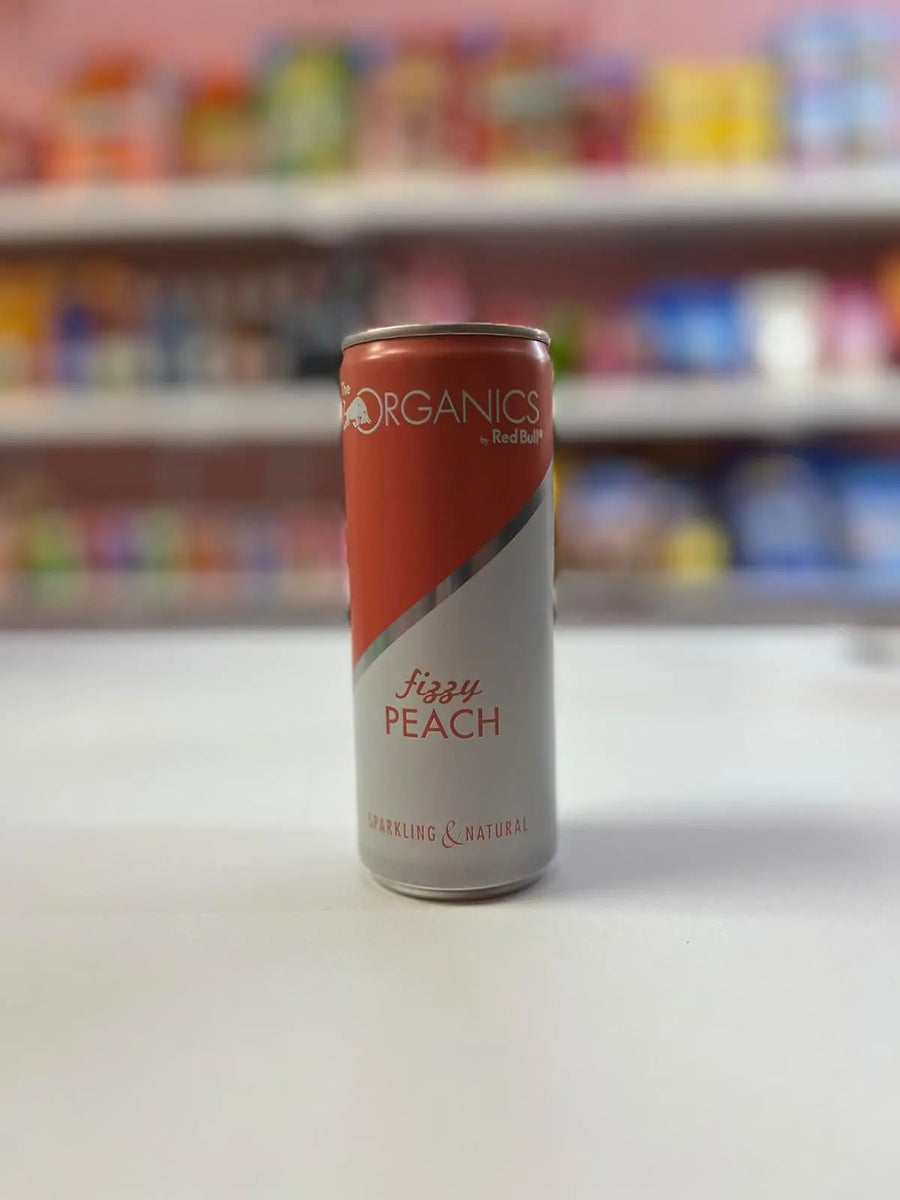 The
ORGANICS
by Red Bull®
fizzy
PEACH
SPARKLING & NATURAL